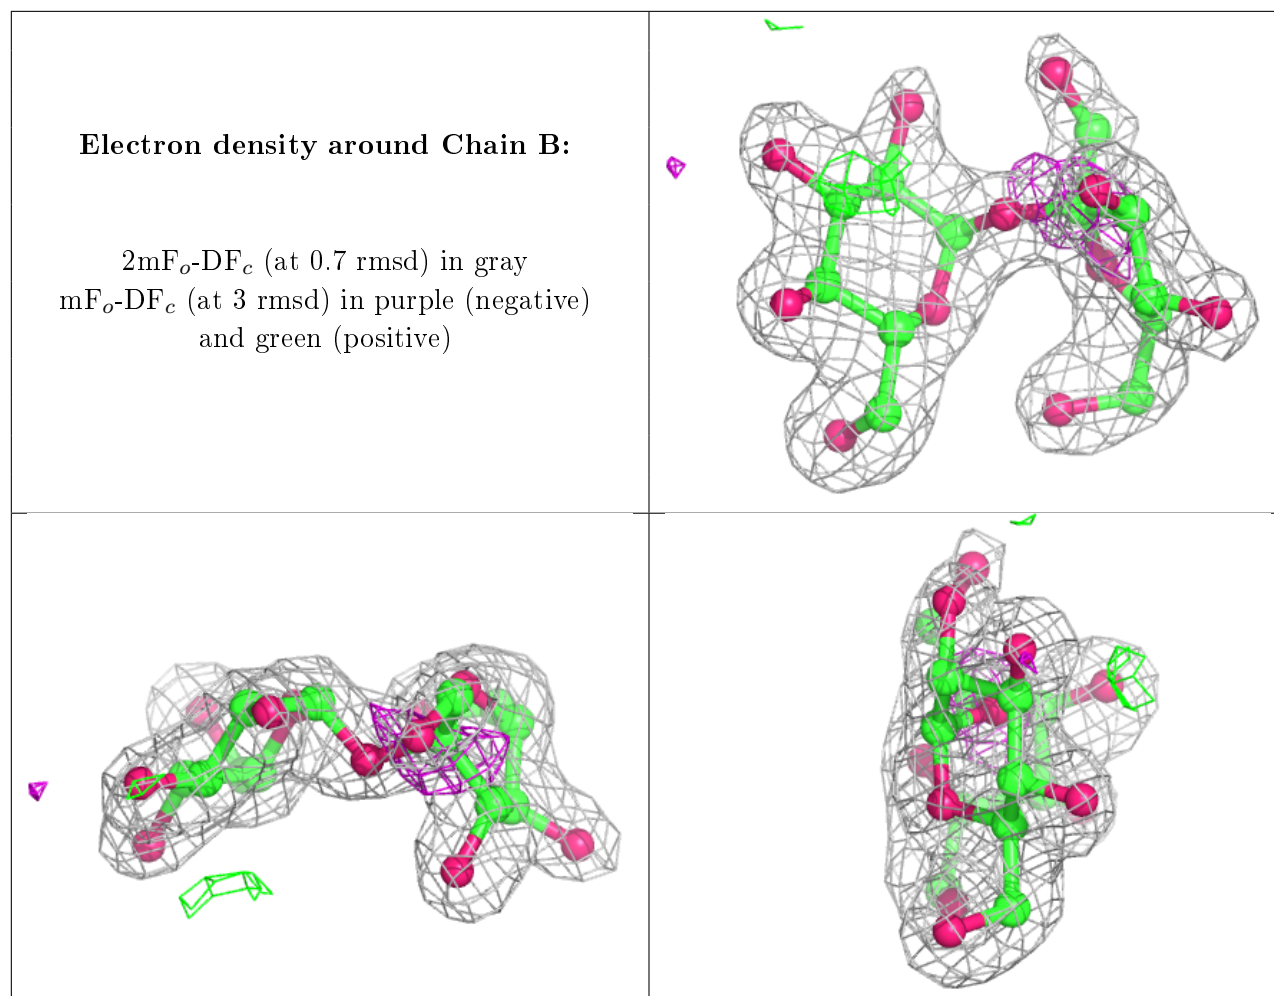 Electron density around Chain B:
2mFₒ-DF𝑐 (at 0.7 rmsd) in gray
mFₒ-DF𝑐 (at 3 rmsd) in purple (negative)
and green (positive)